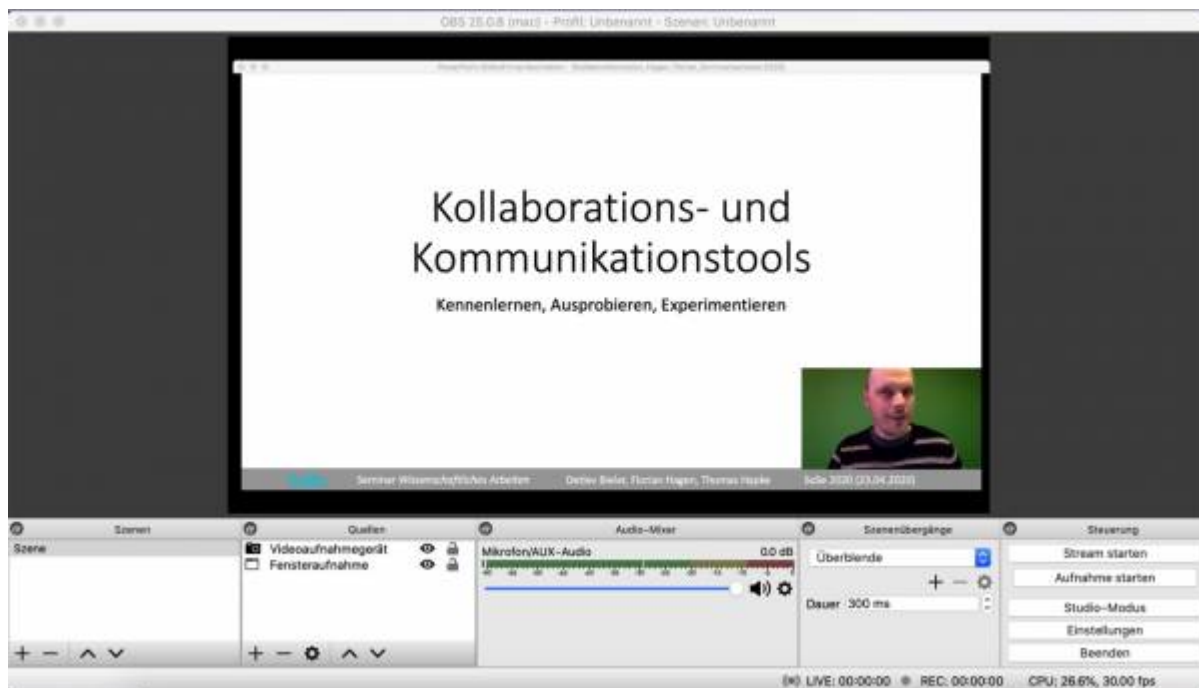 OBS 25.0.8 (mac) - Profil: Unbenannt - Szenen: Unbenannt
Kollaborations- und
Kommunikationstools
Kennenlernen, Ausprobieren, Experimentieren
Seminar Wissenschaftliches Arbeiten Detlev Bieler, Florian Hagen, Thomas Hapke SoSe 2020 (23.04.2020)
Szenen Quellen Audio-Mixer Szenenübergänge Steuerung
Szene
Videoaufnahmegerät
Fensteraufnahme
Mikrofon/AUX-Audio 0.0 dB
Überblende
Dauer 300 ms
Stream starten
Aufnahme starten
Studio-Modus
Einstellungen
Beenden
LIVE: 00:00:00 REC: 00:00:00 CPU: 26.6%, 30.00 fps